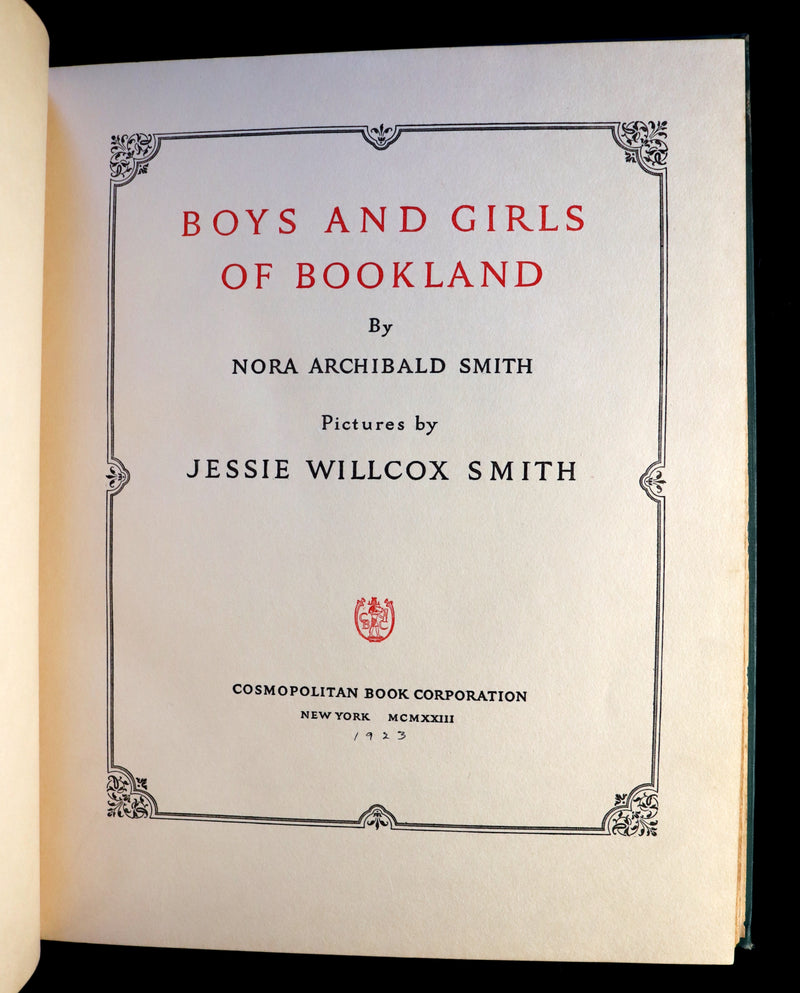 BOYS AND GIRLS
OF BOOKLAND
By
NORA ARCHIBALD SMITH
Pictures by
JESSIE WILLCOX SMITH
COSMOPOLITAN BOOK CORPORATION
NEW YORK MCMXXIII
1923